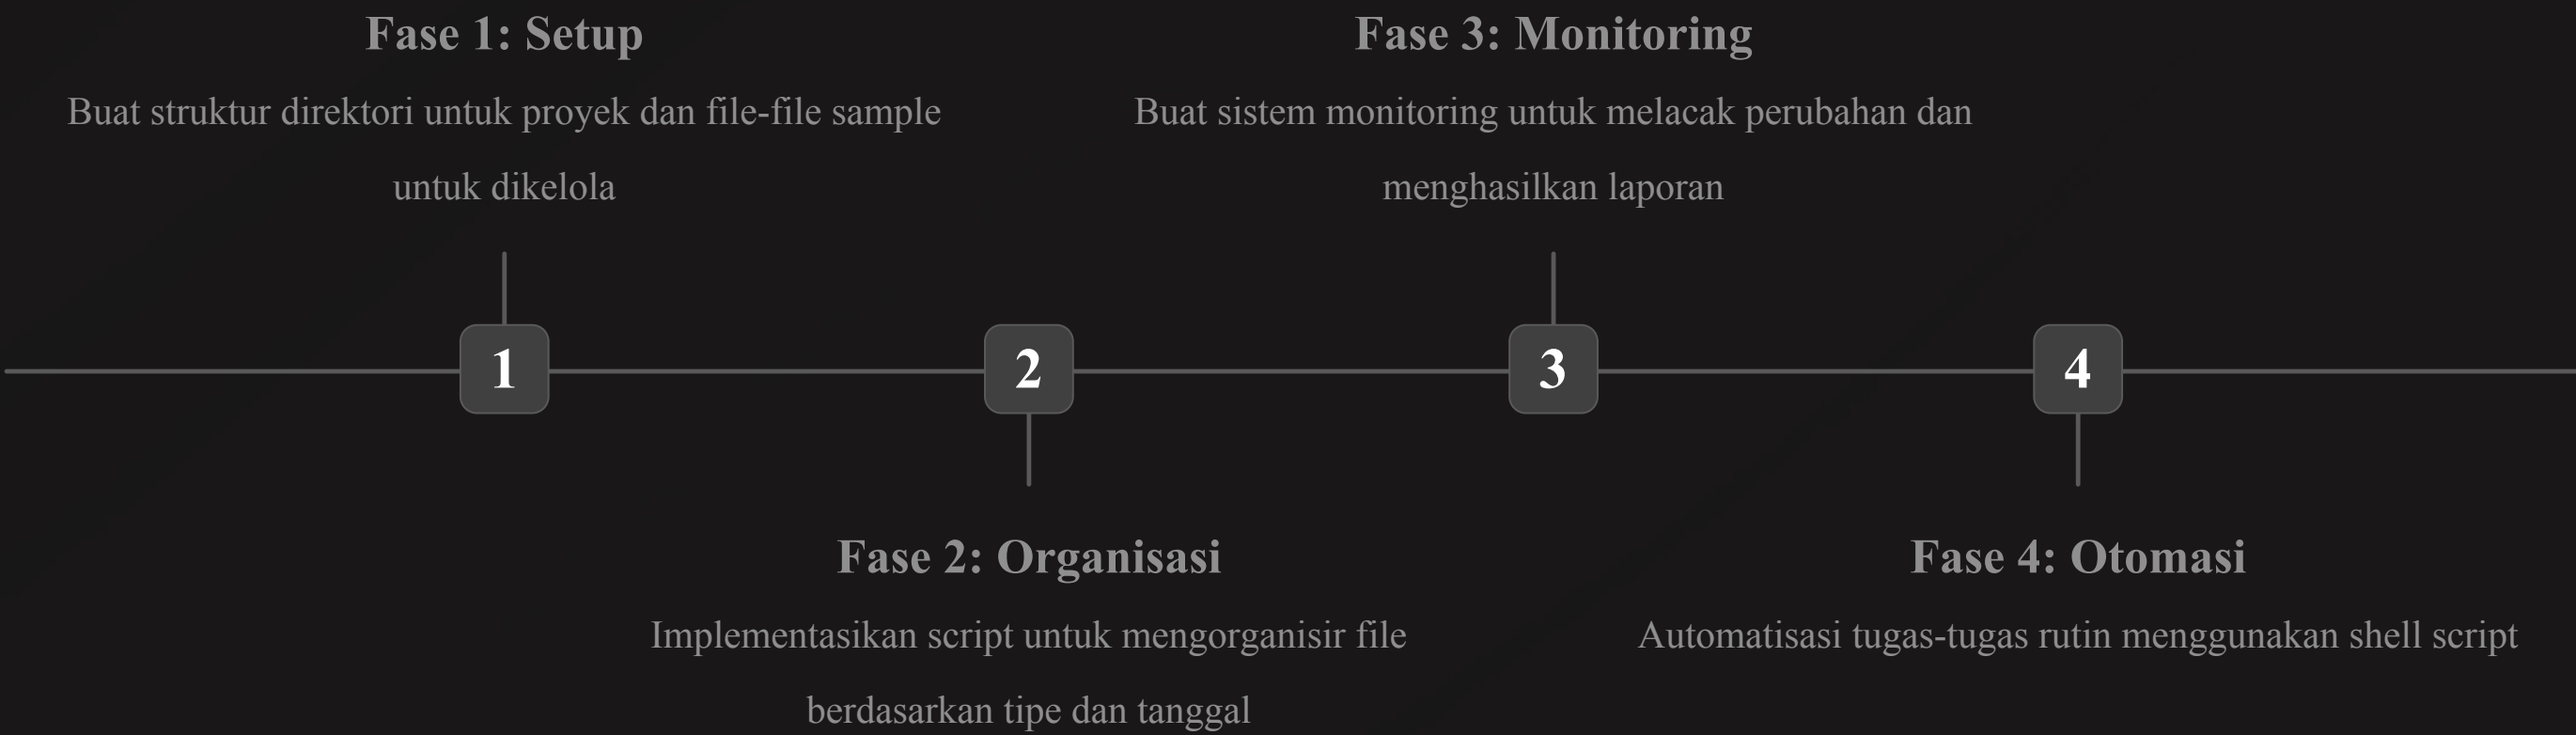 Fase 1: Setup
Buat struktur direktori untuk proyek dan file-file sample
untuk dikelola
1
2
Fase 2: Organisasi
Implementasikan script untuk mengorganisir file
berdasarkan tipe dan tanggal
Fase 3: Monitoring
Buat sistem monitoring untuk melacak perubahan dan
menghasilkan laporan
3
4
Fase 4: Otomasi
Automatisasi tugas-tugas rutin menggunakan shell script